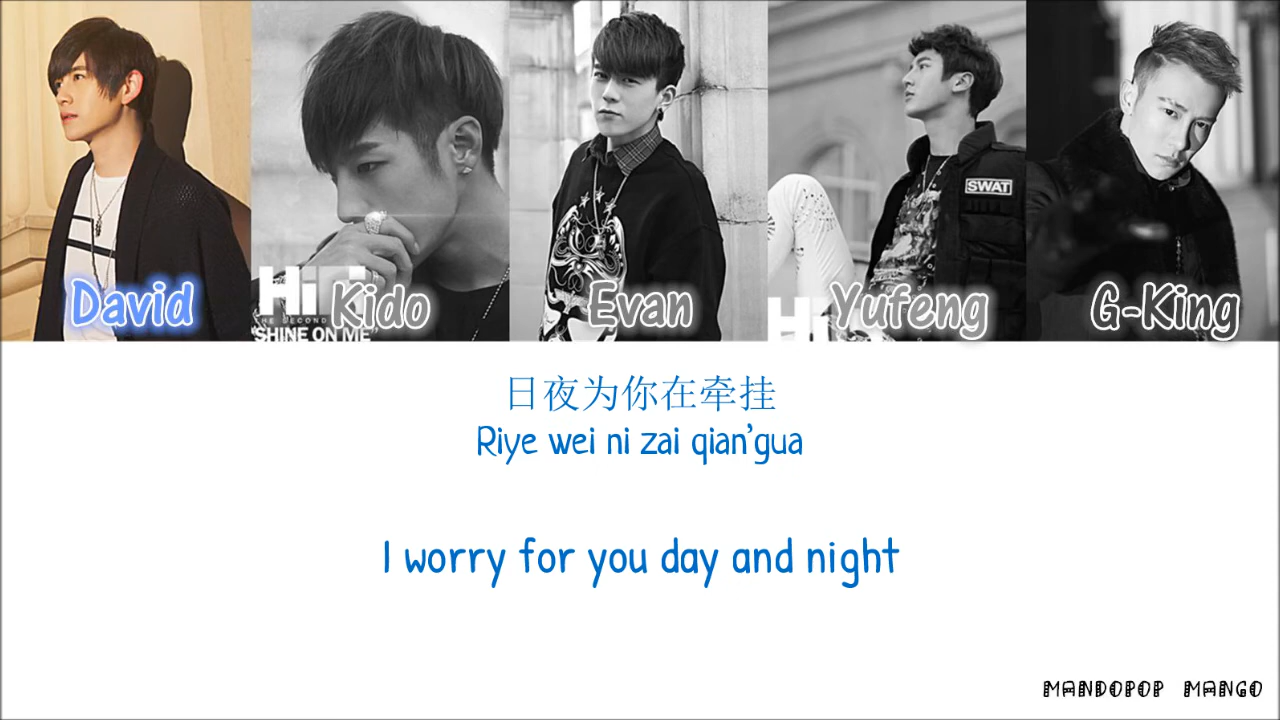 David
Kido
Evan
Yufeng
G-King
SWAT
"SHINE ON ME"
日夜为你在牵挂
Riye wei ni zai qian'gua
I worry for you day and night
MANDOPOP MANGO